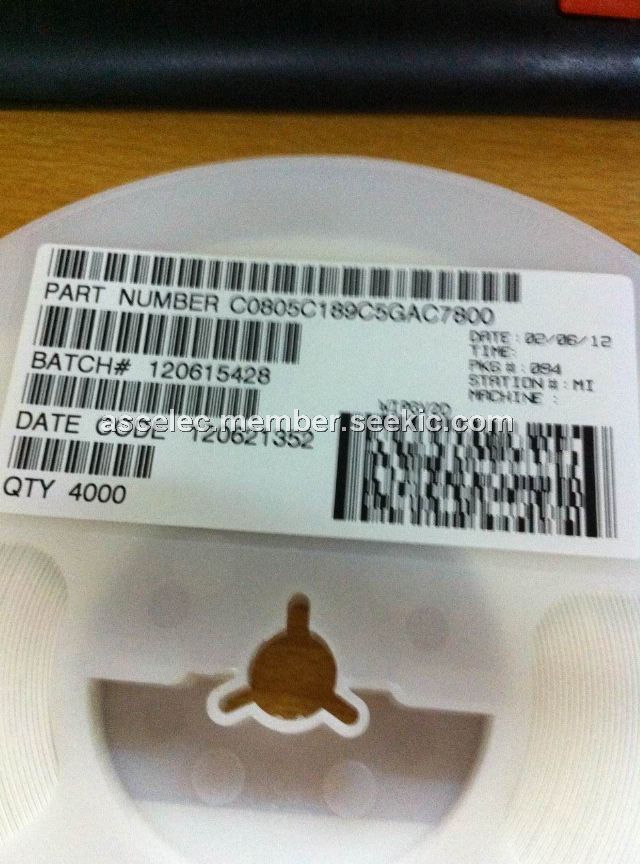 PART NUMBER C0805C189C5GAC7800
DATE:02/06/12
TIME:
PKG #:084
STATION #:MI
MACHINE :
BATCH# 120615428
DATE CODE 120621352
QTY 4000
ascelec.member.seekic.com